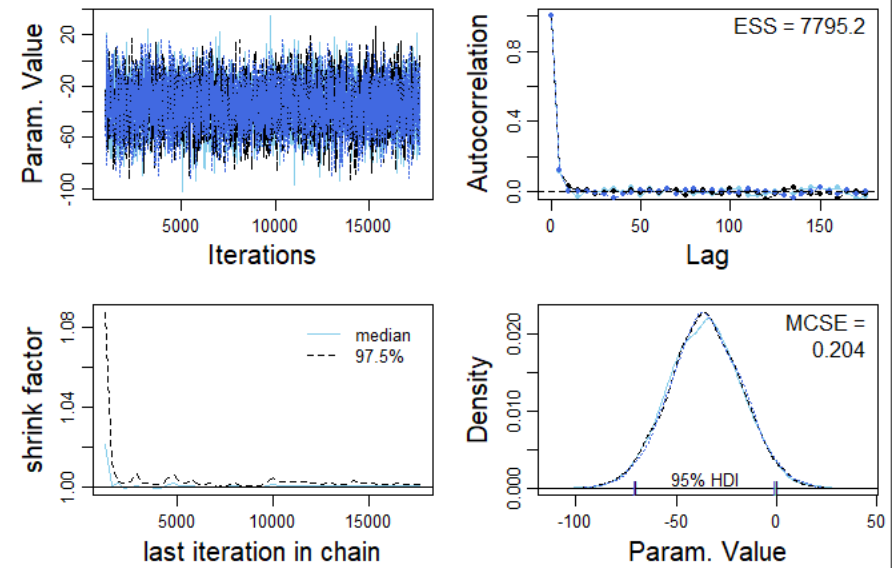 Param. Value
20
-20
-60
-100
5000
10000
15000
Iterations
Autocorrelation
0.8
0.4
0.0
ESS = 7795.2
0
50
100
150
Lag
shrink factor
1.08
1.04
1.00
median
97.5%
5000
10000
15000
last iteration in chain
Density
0.020
0.010
0.000
MCSE =
0.204
95% HDI
-100
-50
0
50
Param. Value